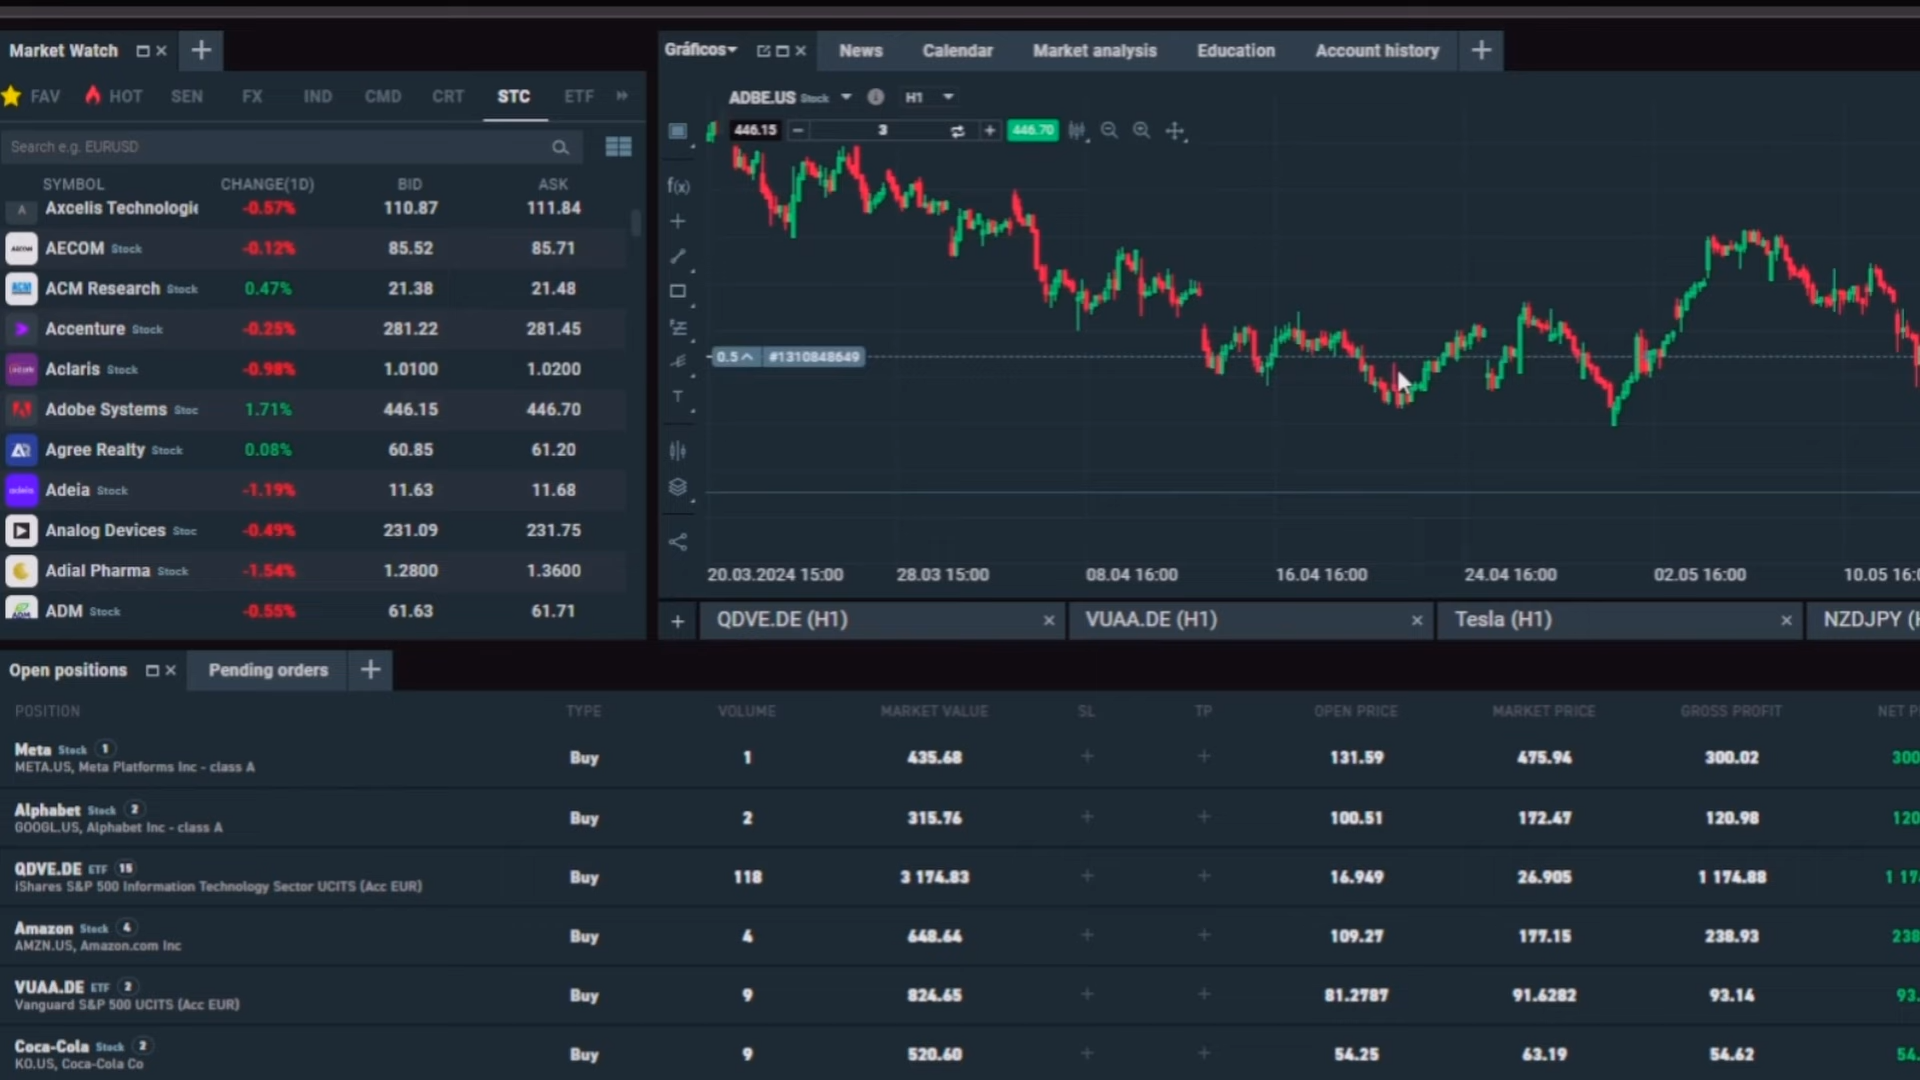 Market Watch
FAV HOT SEN FX IND CMD CRT STC ETF »
Search e.g. EURUSD
SYMBOL CHANGE(1D) BID ASK
Axcelis Technologie -0.57% 110.87 111.84
AECOM Stock -0.12% 85.52 85.71
ACM Research Stock 0.47% 21.38 21.48
Accenture Stock -0.25% 281.22 281.45
Aclaris Stock -0.98% 1.0100 1.0200
Adobe Systems Stoc 1.71% 446.15 446.70
Agree Realty Stock 0.08% 60.85 61.20
Adeia Stock -1.19% 11.63 11.68
Analog Devices Stoc -0.49% 231.09 231.75
Adial Pharma Stock -1.54% 1.2800 1.3600
ADM Stock -0.55% 61.63 61.71
Gráficos News Calendar Market analysis Education Account history
ADBE.US Stock H1
446.15 3 446.70
f(x)
0.5 #1310848649
T
20.03.2024 15:00 28.03 15:00 08.04 16:00 16.04 16:00 24.04 16:00 02.05 16:00 10.05 16:0
QDVE.DE (H1) VUAA.DE (H1) Tesla (H1) NZDJPY (H
Open positions Pending orders
POSITION TYPE VOLUME MARKET VALUE SL TP OPEN PRICE MARKET PRICE GROSS PROFIT NET P
Meta Stock 1 Buy 1 435.68 + + 131.59 475.94 300.02 300
META.US, Meta Platforms Inc - class A
Alphabet Stock 2 Buy 2 315.76 + + 100.51 172.47 120.98 120
GOOGL.US, Alphabet Inc - class A
QDVE.DE ETF 15 Buy 118 3 174.83 + + 16.949 26.905 1 174.88 1 17
iShares S&P 500 Information Technology Sector UCITS (Acc EUR)
Amazon Stock 4 Buy 4 648.64 + + 109.27 177.15 238.93 238
AMZN.US, Amazon.com Inc
VUAA.DE ETF 2 Buy 9 824.65 + + 81.2787 91.6282 93.14 93.
Vanguard S&P 500 UCITS (Acc EUR)
Coca-Cola Stock 2 Buy 9 520.60 + + 54.25 63.19 54.62 54.
KO.US, Coca-Cola Co